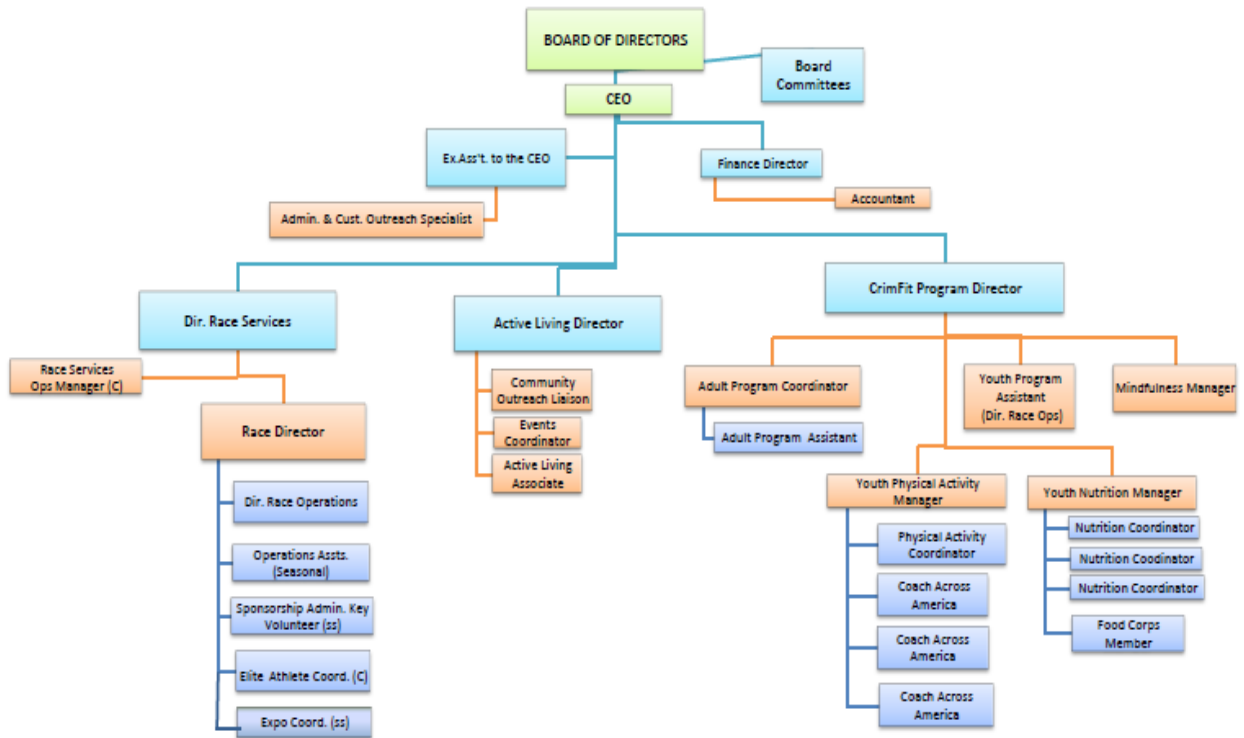 BOARD OF DIRECTORS
Board
Committees
CEO
Ex.Ass't. to the CEO
Finance Director
Accountant
Admin. & Cust. Outreach Specialist
CrimFit Program Director
Dir. Race Services
Active Living Director
Race Services
Ops Manager (C)
Community
Outreach Liaison
Events
Coordinator
Active Living
Associate
Adult Program Coordinator
Adult Program Assistant
Youth Program
Assistant
(Dir. Race Ops)
Mindfulness Manager
Race Director
Dir. Race Operations
Operations Assts.
(Seasonal)
Sponsorship Admin. Key
Volunteer (ss)
Elite Athlete Coord. (C)
Expo Coord. (ss)
Youth Physical Activity
Manager
Physical Activity
Coordinator
Coach Across
America
Coach Across
America
Coach Across
America
Youth Nutrition Manager
Nutrition Coordinator
Nutrition Coodinator
Nutrition Coordinator
Food Corps
Member